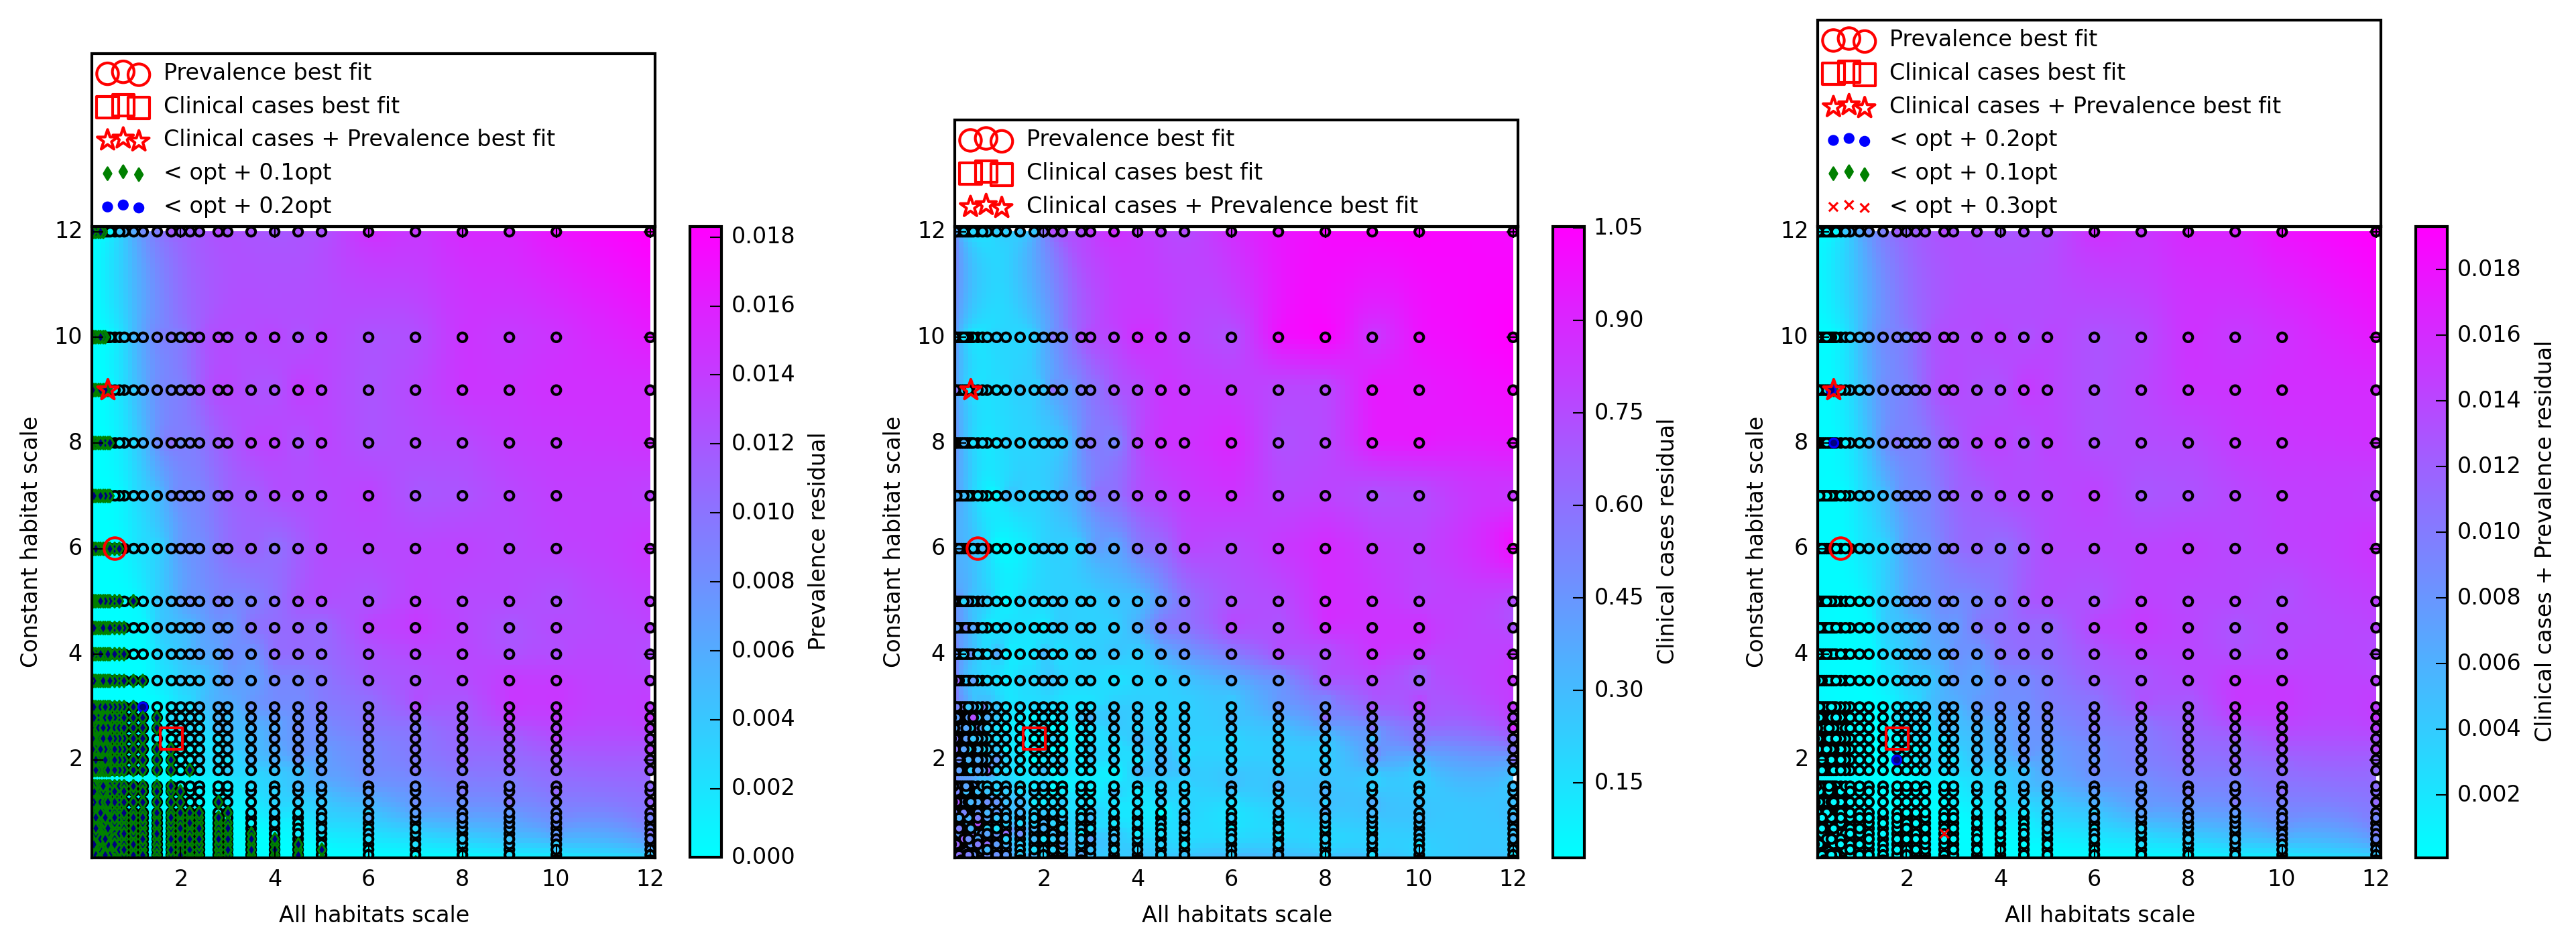 Prevalence best fit
Clinical cases best fit
Clinical cases + Prevalence best fit
< opt + 0.1opt
< opt + 0.2opt
12
10
8
6
4
2
Constant habitat scale
2 4 6 8 10 12
All habitats scale
0.018
0.016
0.014
0.012
0.010
0.008
0.006
0.004
0.002
0.000
Prevalence residual
Prevalence best fit
Clinical cases best fit
Clinical cases + Prevalence best fit
12
10
8
6
4
2
Constant habitat scale
2 4 6 8 10 12
All habitats scale
1.05
0.90
0.75
0.60
0.45
0.30
0.15
Clinical cases residual
Prevalence best fit
Clinical cases best fit
Clinical cases + Prevalence best fit
< opt + 0.2opt
< opt + 0.1opt
< opt + 0.3opt
12
10
8
6
4
2
Constant habitat scale
2 4 6 8 10 12
All habitats scale
0.018
0.016
0.014
0.012
0.010
0.008
0.006
0.004
0.002
Clinical cases + Prevalence residual